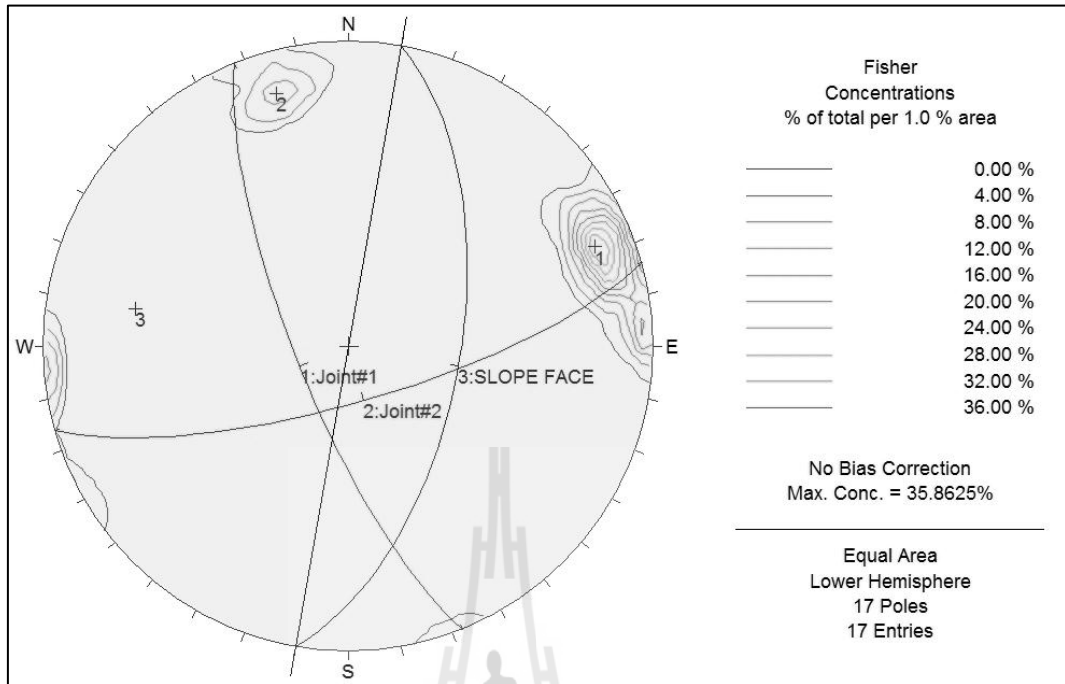 N
2
1
3
W
E
1:Joint#1
3:SLOPE FACE
2:Joint#2
S
Fisher
Concentrations
% of total per 1.0 % area
0.00 %
4.00 %
8.00 %
12.00 %
16.00 %
20.00 %
24.00 %
28.00 %
32.00 %
36.00 %
No Bias Correction
Max. Conc. = 35.8625%
Equal Area
Lower Hemisphere
17 Poles
17 Entries